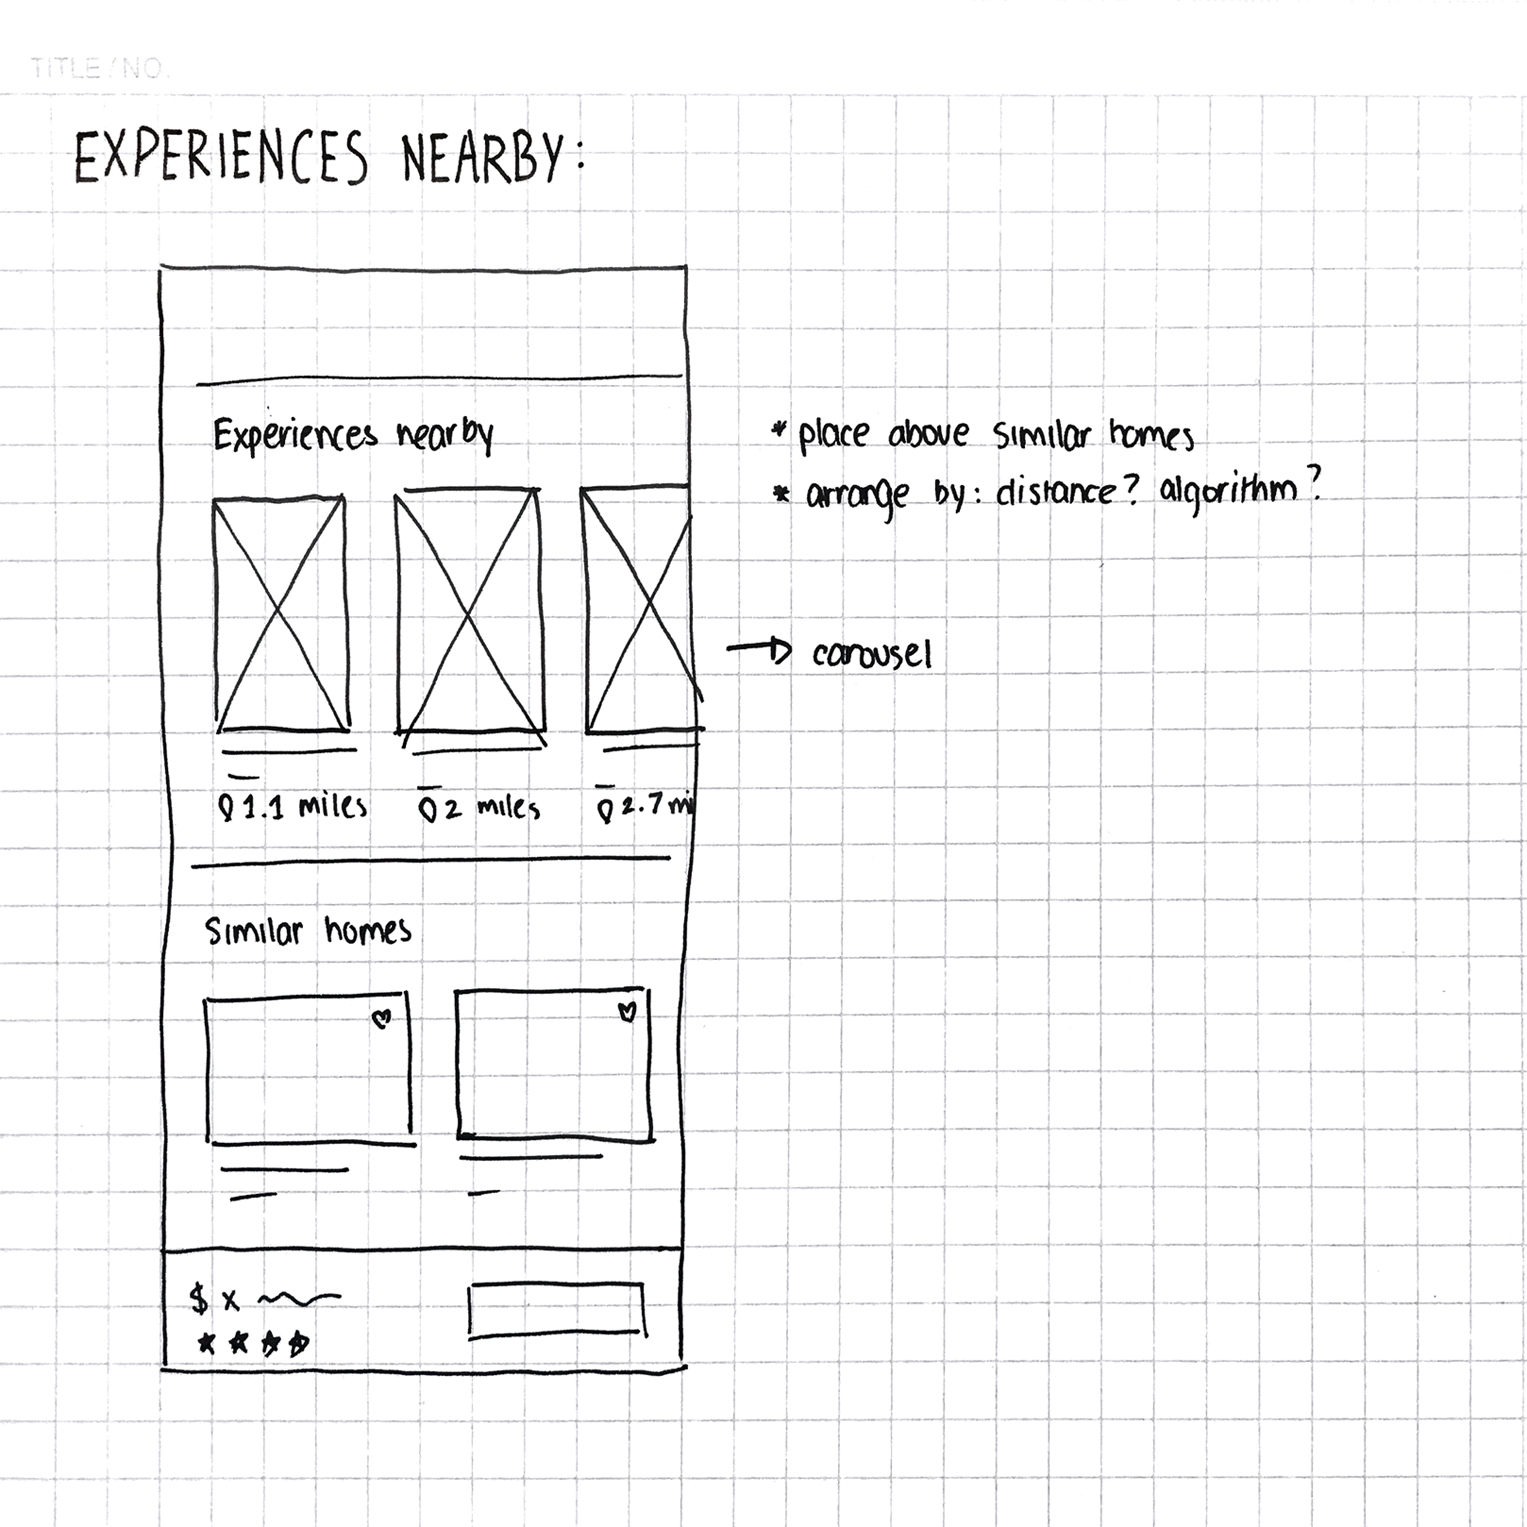 TITLE/NO.
EXPERIENCES NEARBY:
Experiences nearby
* place above similar homes
* arrange by: distance? algorithm?
→ carousel
1.1 miles
2 miles
2.7 mi
Similar homes
$ x